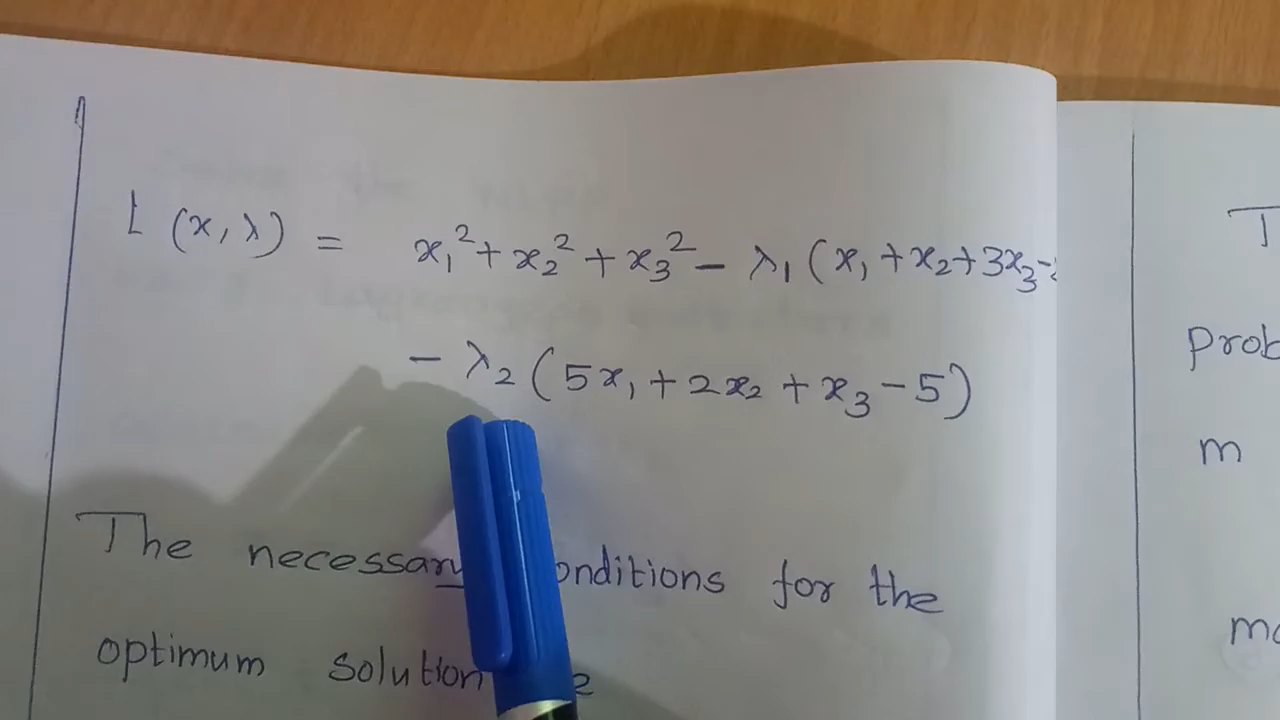 L (x, λ) = x₁² + x₂² + x₃² − λ₁ (x₁ + x₂ + 3x₃ −
− λ₂ (5x₁ + 2x₂ + x₃ − 5)
The necessary conditions for the
optimum solution
T
prob
m